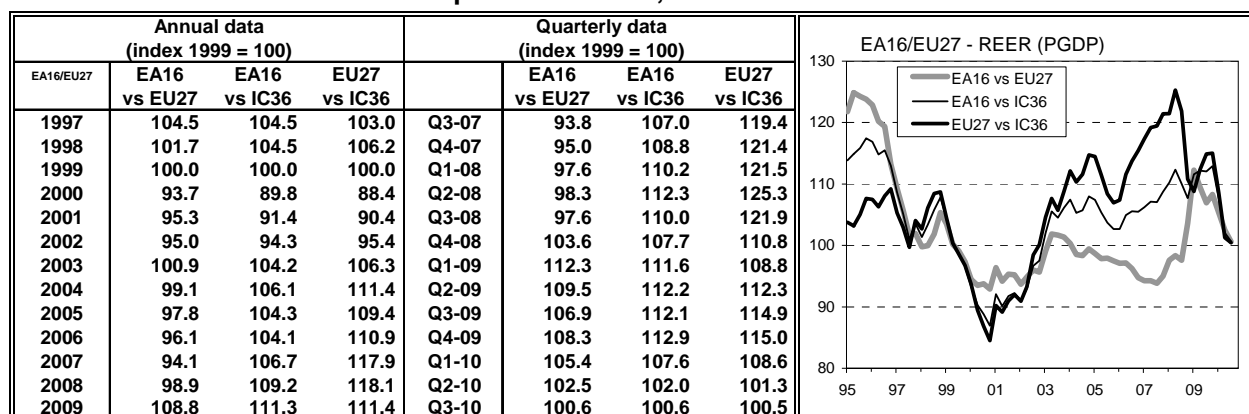 Annual data Quarterly data
(index 1999 = 100) (index 1999 = 100)
EA16/EU27 EA16 EA16 EU27 EA16 EA16 EU27
vs EU27 vs IC36 vs IC36 vs EU27 vs IC36 vs IC36
1997 104.5 104.5 103.0 Q3-07 93.8 107.0 119.4
1998 101.7 104.5 106.2 Q4-07 95.0 108.8 121.4
1999 100.0 100.0 100.0 Q1-08 97.6 110.2 121.5
2000 93.7 89.8 88.4 Q2-08 98.3 112.3 125.3
2001 95.3 91.4 90.4 Q3-08 97.6 110.0 121.9
2002 95.0 94.3 95.4 Q4-08 103.6 107.7 110.8
2003 100.9 104.2 106.3 Q1-09 112.3 111.6 108.8
2004 99.1 106.1 111.4 Q2-09 109.5 112.2 112.3
2005 97.8 104.3 109.4 Q3-09 106.9 112.1 114.9
2006 96.1 104.1 110.9 Q4-09 108.3 112.9 115.0
2007 94.1 106.7 117.9 Q1-10 105.4 107.6 108.6
2008 98.9 109.2 118.1 Q2-10 102.5 102.0 101.3
2009 108.8 111.3 111.4 Q3-10 100.6 100.6 100.5
EA16/EU27 - REER (PGDP)
130
EA16 vs EU27
EA16 vs IC36
EU27 vs IC36
120
110
100
90
80
95 97 99 01 03 05 07 09